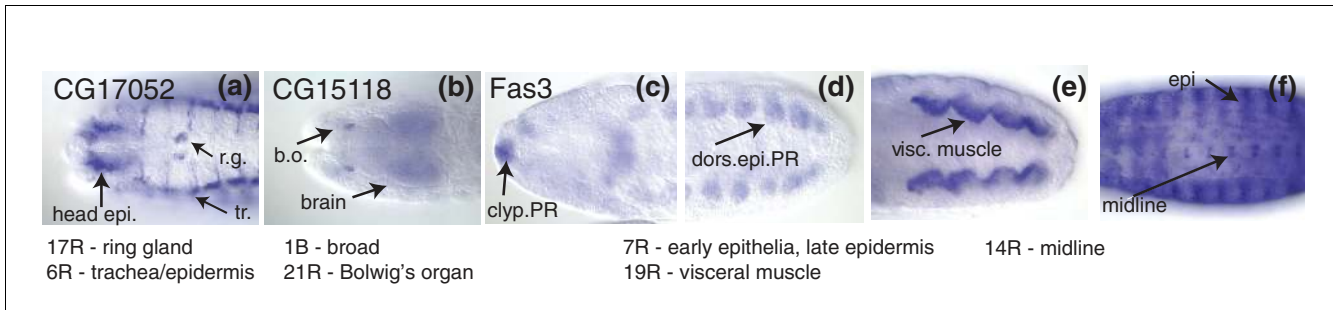 CG17052 (a)
r.g.
head epi.
tr.
CG15118 (b)
b.o.
brain
Fas3 (c)
clyp.PR
(d)
dors.epi.PR
(e)
visc. muscle
epi (f)
midline
17R - ring gland
6R - trachea/epidermis
1B - broad
21R - Bolwig's organ
7R - early epithelia, late epidermis
19R - visceral muscle
14R - midline